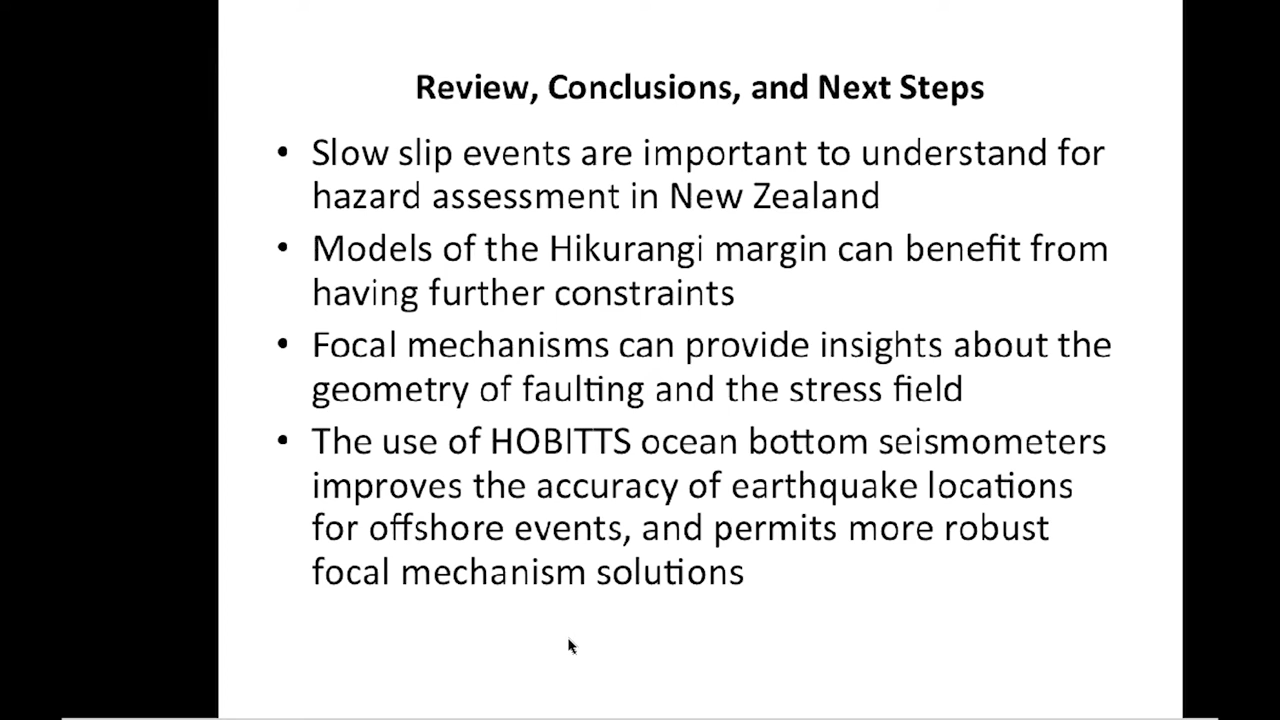 Review, Conclusions, and Next Steps
• Slow slip events are important to understand for
hazard assessment in New Zealand
• Models of the Hikurangi margin can benefit from
having further constraints
• Focal mechanisms can provide insights about the
geometry of faulting and the stress field
• The use of HOBITTS ocean bottom seismometers
improves the accuracy of earthquake locations
for offshore events, and permits more robust
focal mechanism solutions